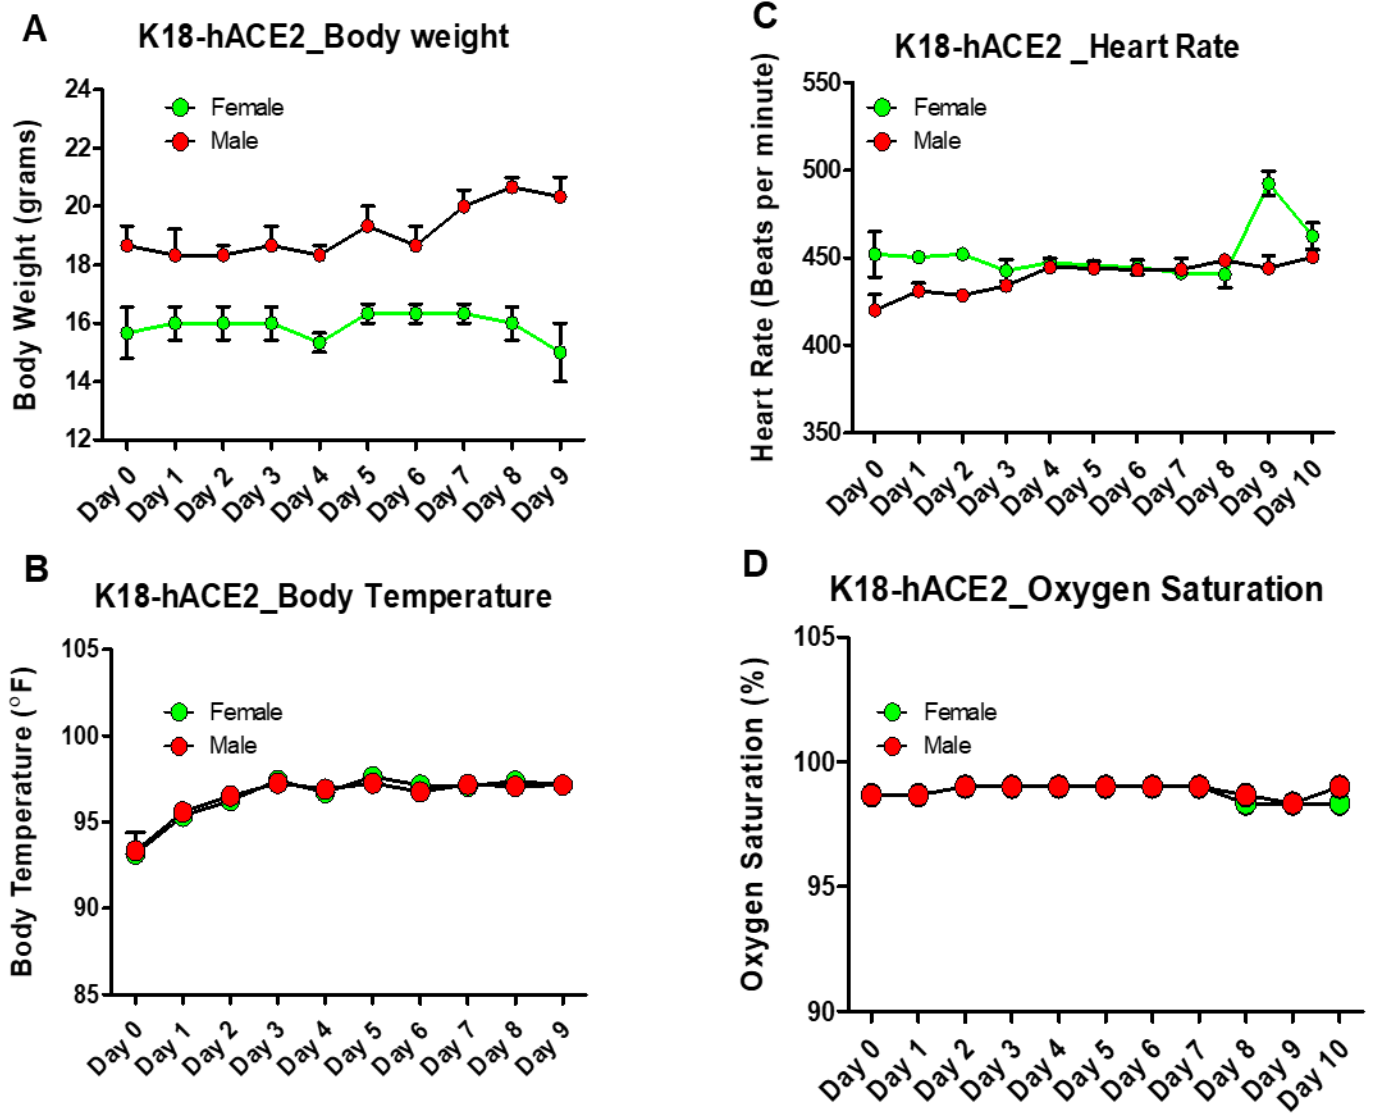 A
K18-hACE2_Body weight
Body Weight (grams)
24
22
20
18
16
14
12
Female
Male
Day 0
Day 1
Day 2
Day 3
Day 4
Day 5
Day 6
Day 7
Day 8
Day 9
B
K18-hACE2_Body Temperature
Body Temperature (°F)
105
100
95
90
85
Female
Male
Day 0
Day 1
Day 2
Day 3
Day 4
Day 5
Day 6
Day 7
Day 8
Day 9
C
K18-hACE2 _Heart Rate
Heart Rate (Beats per minute)
550
500
450
400
350
Female
Male
Day 0
Day 1
Day 2
Day 3
Day 4
Day 5
Day 6
Day 7
Day 8
Day 9
Day 10
D
K18-hACE2_Oxygen Saturation
Oxygen Saturation (%)
105
100
95
90
Female
Male
Day 0
Day 1
Day 2
Day 3
Day 4
Day 5
Day 6
Day 7
Day 8
Day 9
Day 10